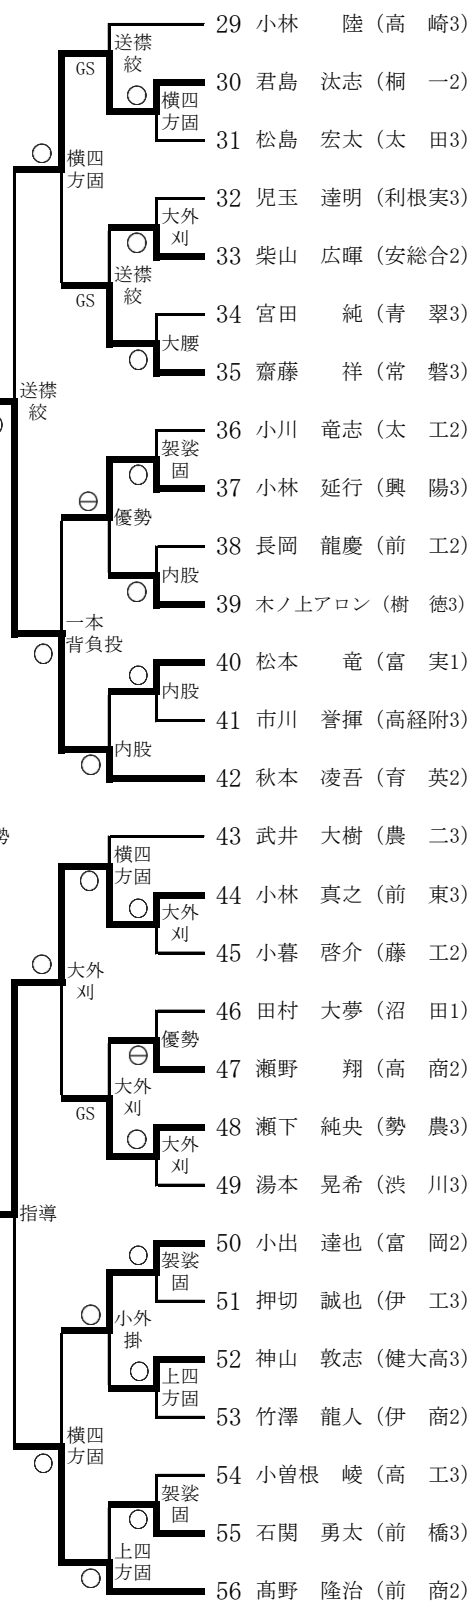 29 小林　　陸（高　崎3）
送襟
絞
GS
30 君島　汰志（桐　一2）
横四
方固
31 松島　宏太（太　田3）
横四
方固
32 児玉　達明（利根実3）
大外
刈
33 柴山　広暉（安総合2）
送襟
絞
GS
34 宮田　　純（青　翠3）
大腰
35 齋藤　　祥（常　磐3）
送襟
絞
36 小川　竜志（太　工2）
袈裟
固
37 小林　延行（興　陽3）
優勢
38 長岡　龍慶（前　工2）
内股
39 木ノ上アロン（樹　徳3）
一本
背負投
40 松本　　竜（富　実1）
内股
41 市川　誉揮（高経附3）
内股
42 秋本　凌吾（育　英2）
勢
43 武井　大樹（農　二3）
横四
方固
44 小林　真之（前　東3）
大外
刈
45 小暮　啓介（藤　工2）
大外
刈
46 田村　大夢（沼　田1）
優勢
47 瀬野　　翔（高　商2）
大外
刈
GS
48 瀬下　純央（勢　農3）
大外
刈
49 湯本　晃希（渋　川3）
指導
50 小出　達也（富　岡2）
袈裟
固
51 押切　誠也（伊　工3）
小外
掛
52 神山　敦志（健大高3）
上四
方固
53 竹澤　龍人（伊　商2）
横四
方固
54 小曽根　崚（高　工3）
袈裟
固
55 石関　勇太（前　橋3）
上四
方固
56 髙野　隆治（前　商2）